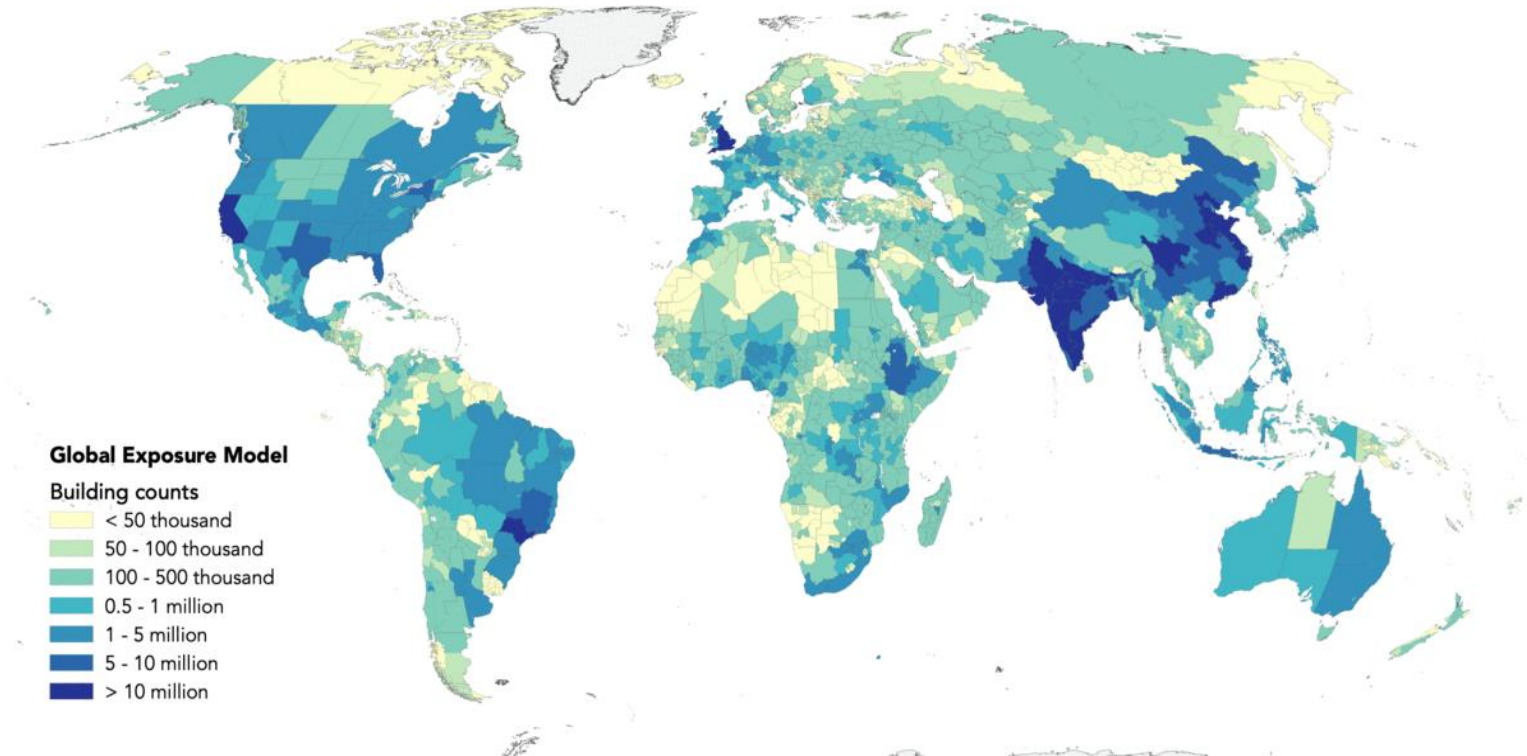 Global Exposure Model
Building counts
< 50 thousand
50 - 100 thousand
100 - 500 thousand
0.5 - 1 million
1 - 5 million
5 - 10 million
> 10 million